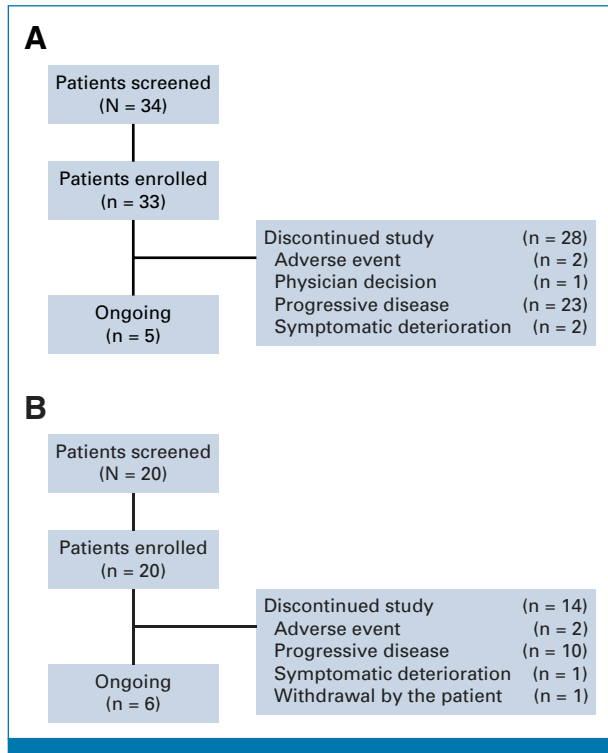 A
Patients screened
(N = 34)
Patients enrolled
(n = 33)
Discontinued study (n = 28)
Adverse event (n = 2)
Physician decision (n = 1)
Progressive disease (n = 23)
Symptomatic deterioration (n = 2)
Ongoing
(n = 5)
B
Patients screened
(N = 20)
Patients enrolled
(n = 20)
Discontinued study (n = 14)
Adverse event (n = 2)
Progressive disease (n = 10)
Symptomatic deterioration (n = 1)
Withdrawal by the patient (n = 1)
Ongoing
(n = 6)